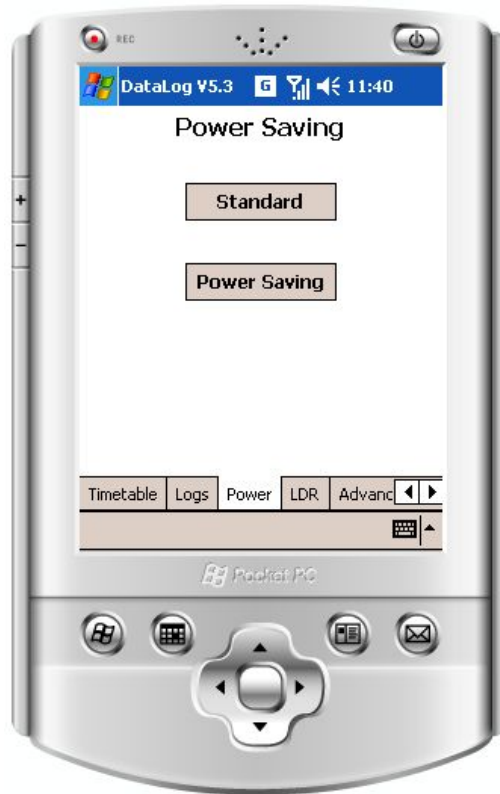 REC
DataLog V5.3 G 11:40
Power Saving
Standard
Power Saving
Timetable Logs Power LDR Advanc
Pocket PC